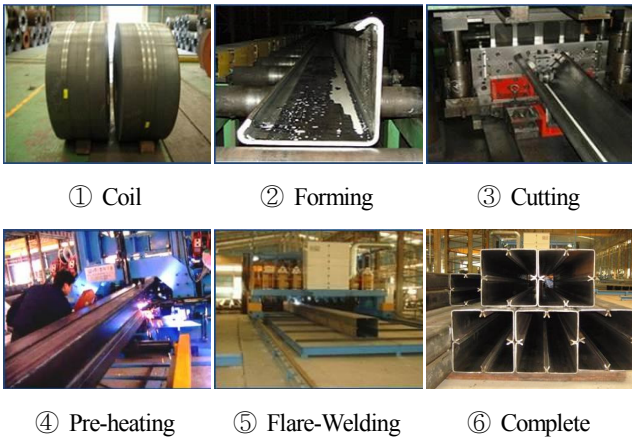 ① Coil
② Forming
③ Cutting
④ Pre-heating
⑤ Flare-Welding
⑥ Complete